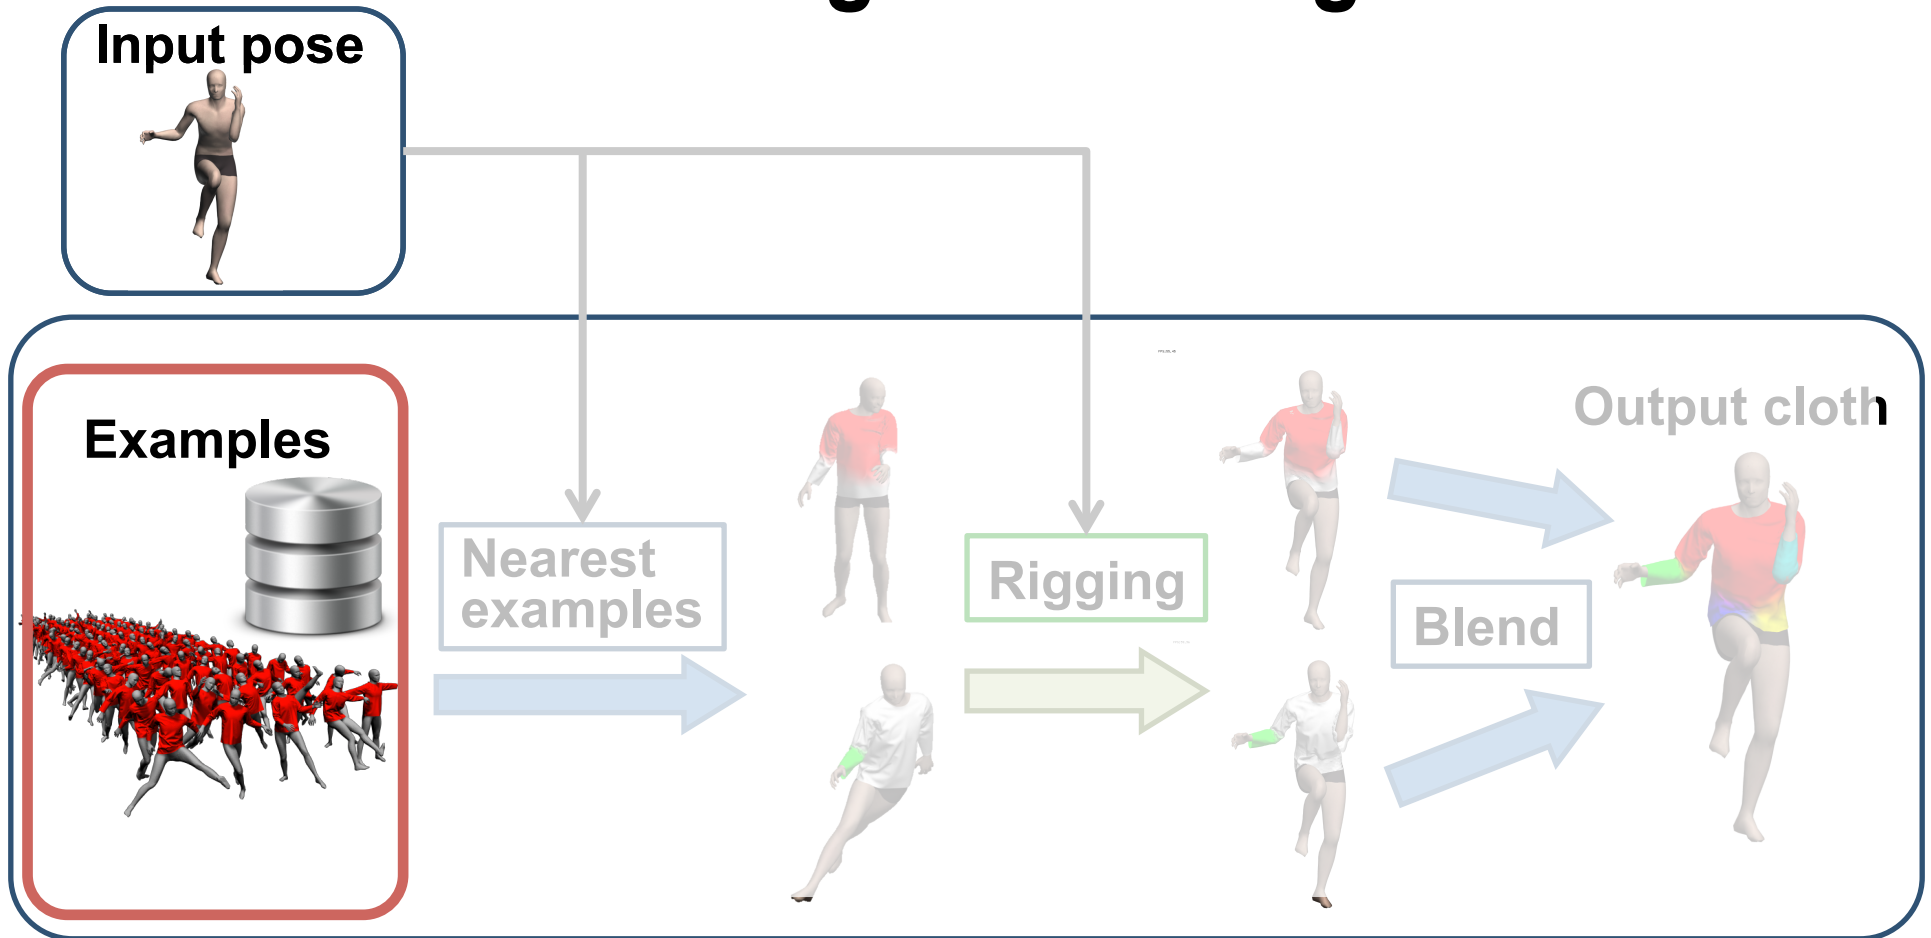 Input pose
Examples
Nearest
examples
Rigging
Blend
Output cloth